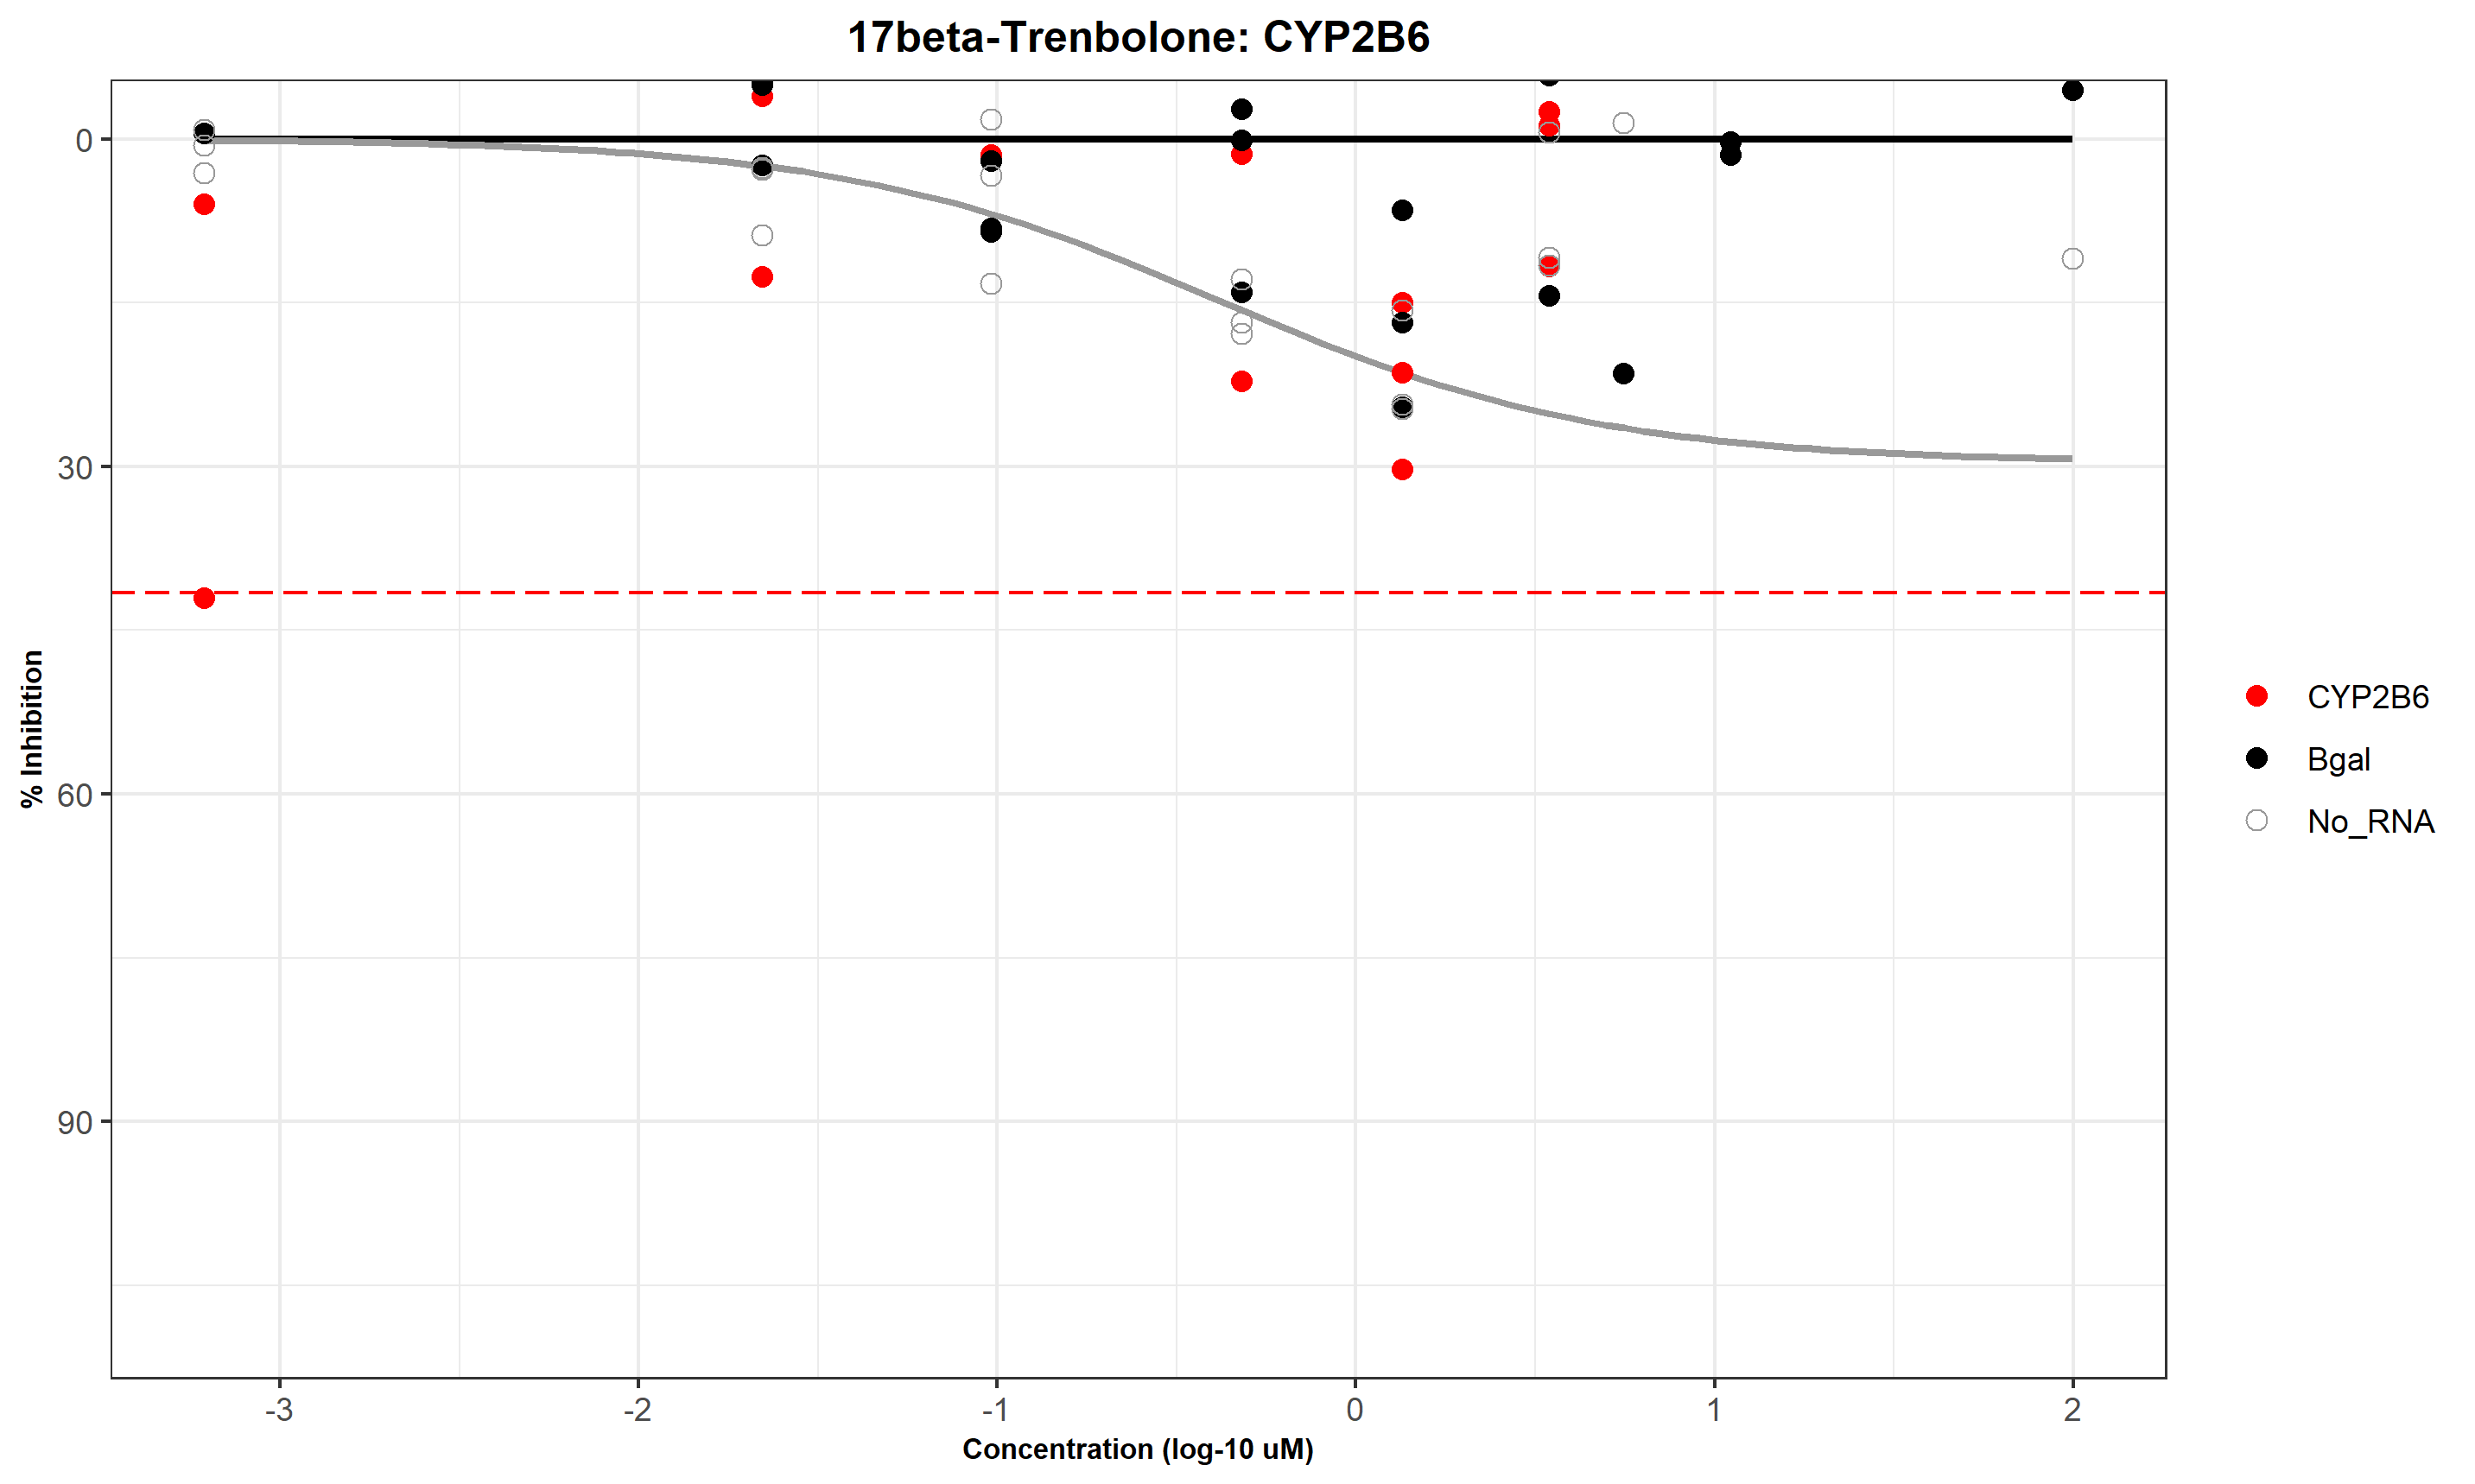 17beta-Trenbolone: CYP2B6
0
30
60
90
% Inhibition
-3
-2
-1
0
1
2
Concentration (log-10 uM)
CYP2B6
Bgal
No_RNA